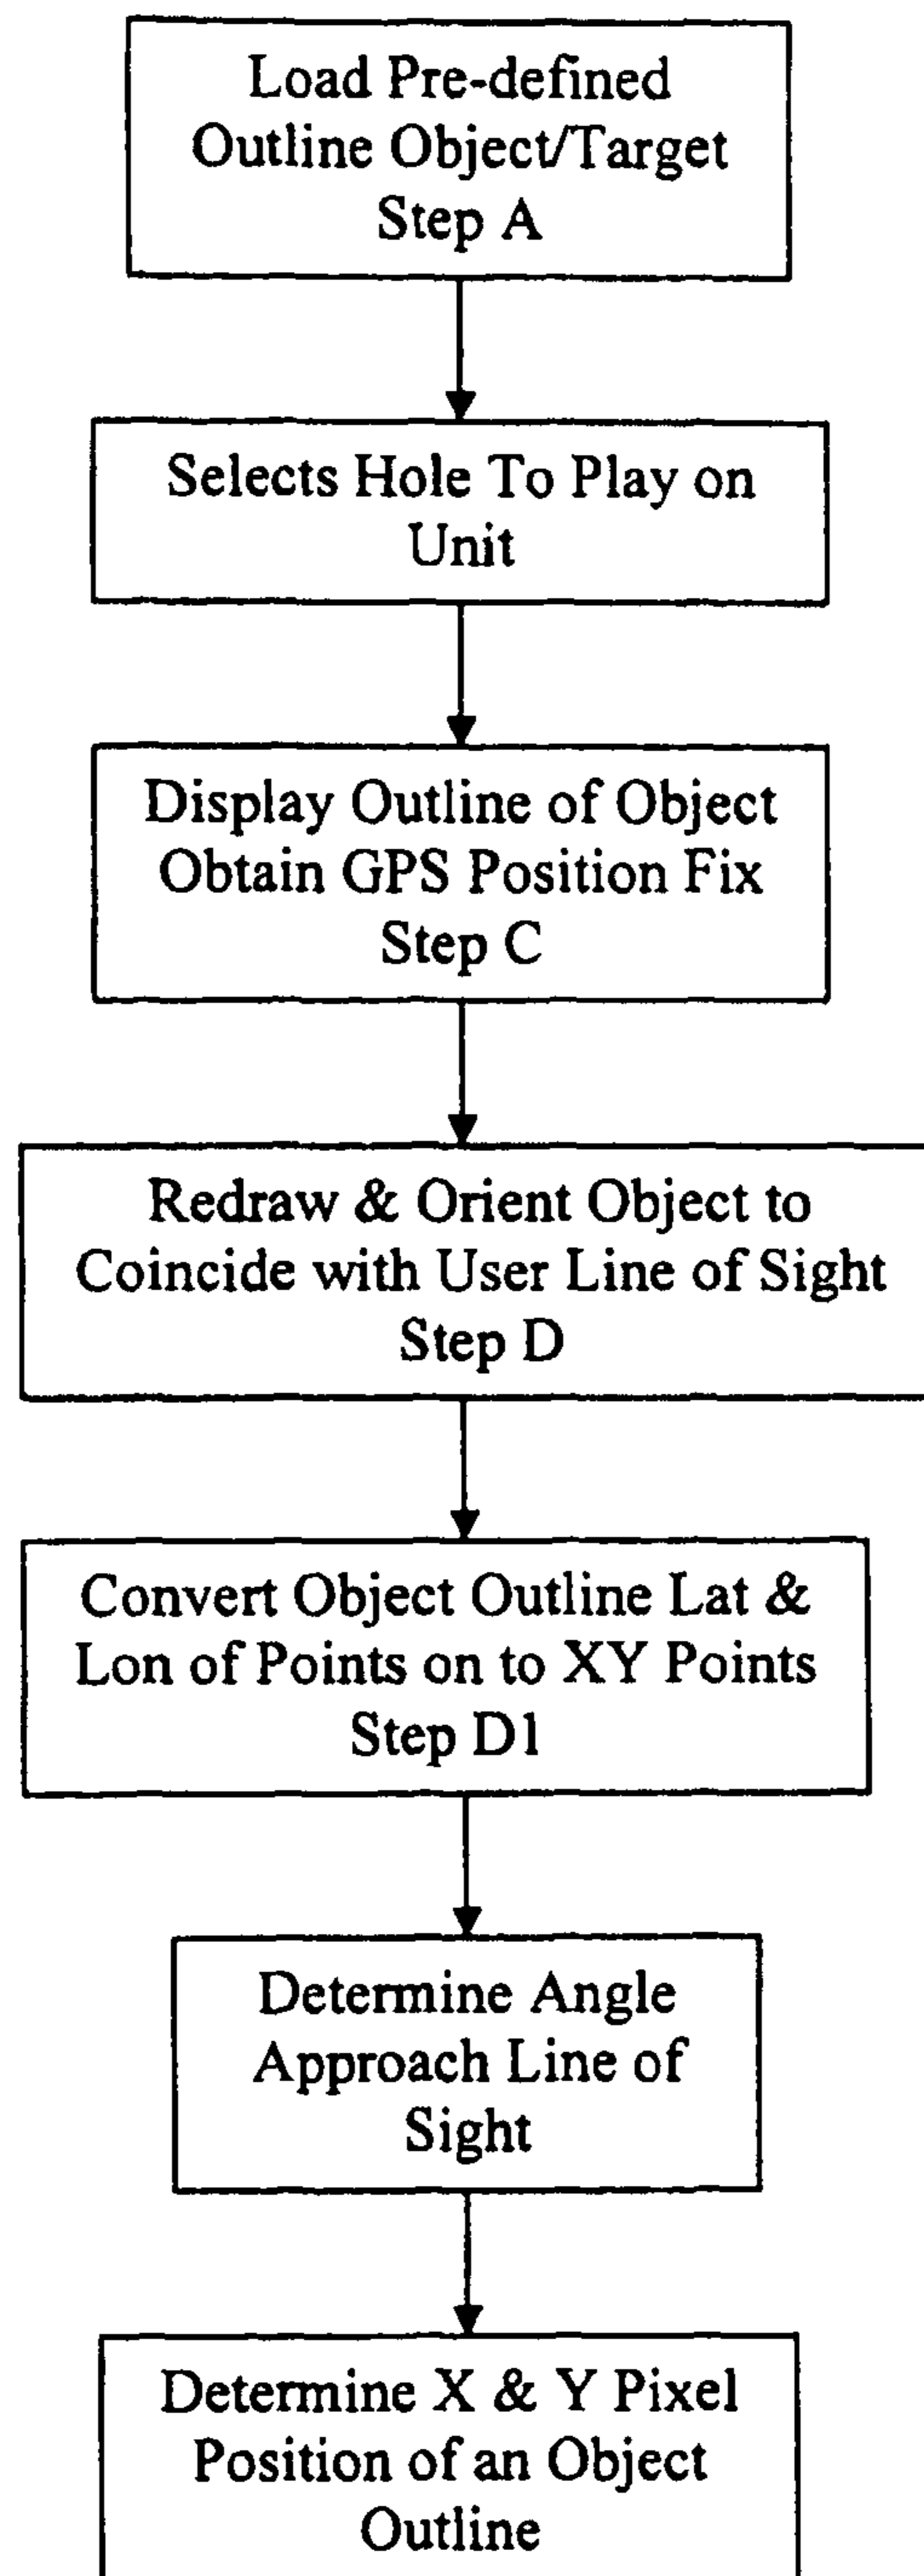 Load Pre-defined
Outline Object/Target
Step A
Selects Hole To Play on
Unit
Display Outline of Object
Obtain GPS Position Fix
Step C
Redraw & Orient Object to
Coincide with User Line of Sight
Step D
Convert Object Outline Lat &
Lon of Points on to XY Points
Step D1
Determine Angle
Approach Line of
Sight
Determine X & Y Pixel
Position of an Object
Outline